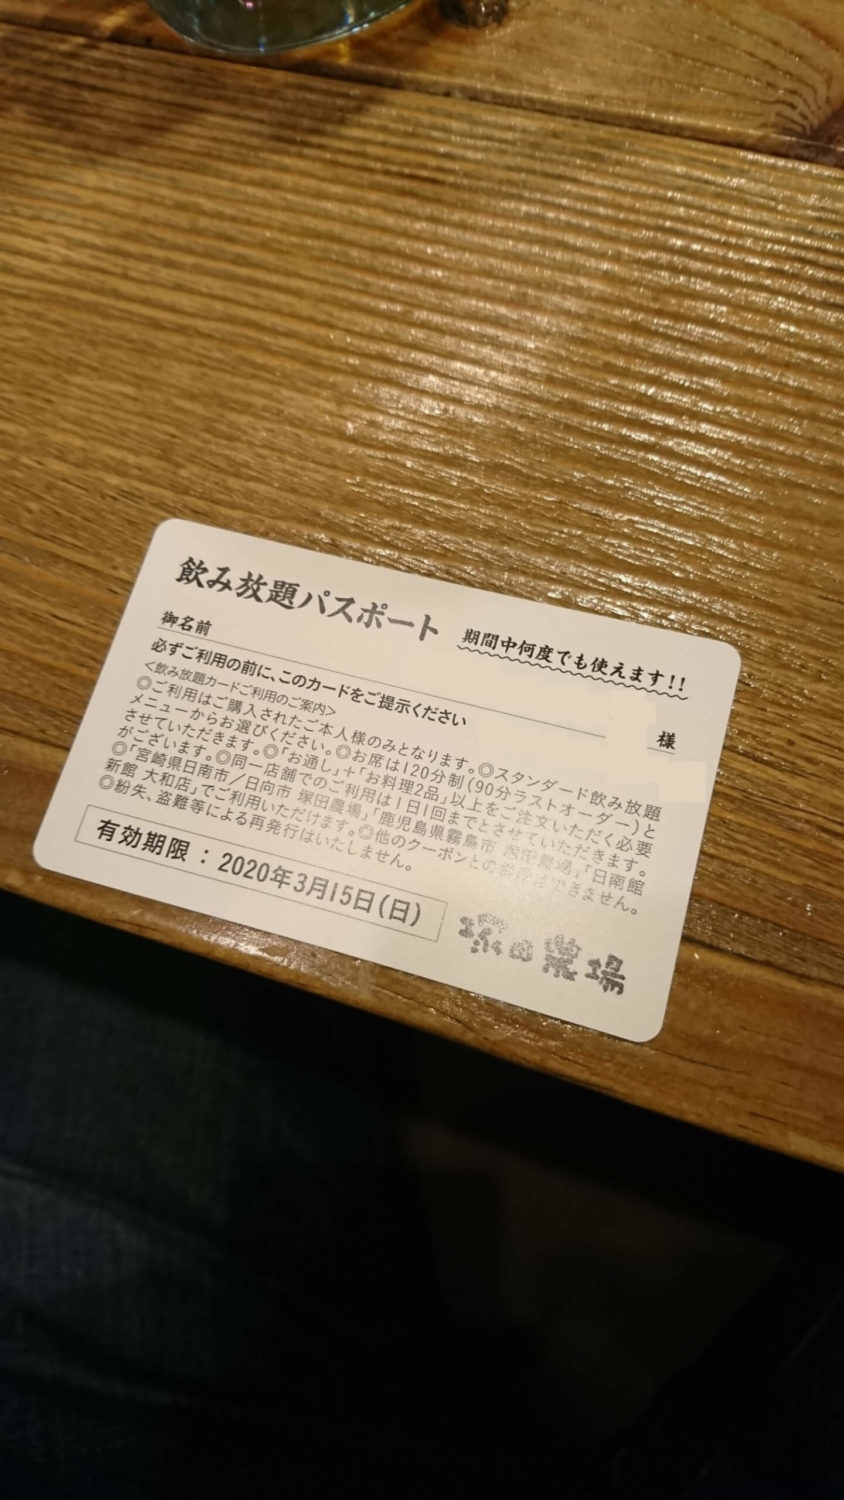 飲み放題パスポート 期間中何度でも使えます!!
御名前 様
必ずご利用の前に、このカードをご提示ください
<飲み放題カードご利用のご案内>
◎ご利用はご購入されたご本人様のみとなります。◎スタンダード飲み放題
メニューからお選びください。◎お席は120分制(90分ラストオーダー)と
させていただきます。◎「お通し」+「お料理2品」以上をご注文いただく必要
がございます。◎同一店舗でのご利用は1日1回までとさせていただきます。
◎「宮崎県日南市/日向市 塚田農場」「鹿児島県霧島市 塚田農場」「日南館
新館 大和店」でご利用いただけます。◎他のクーポンとの併用はできません。
◎紛失、盗難等による再発行はいたしません。
有効期限:2020年3月15日(日)
塚田農場